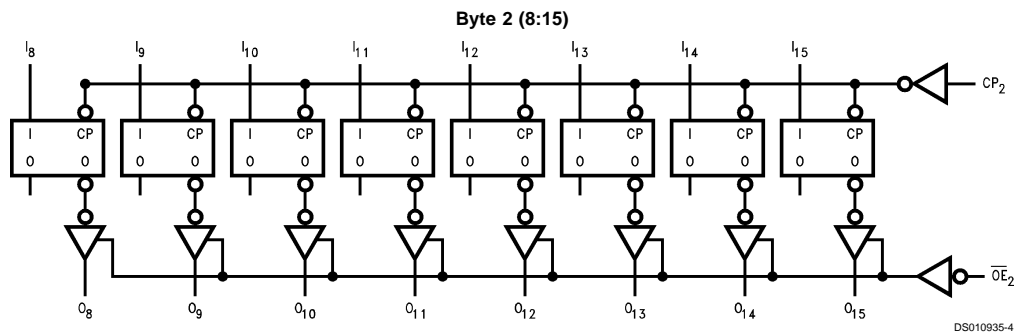 Byte 2 (8:15)
I8 I9 I10 I11 I12 I13 I14 I15
CP2
I CP I CP I CP I CP I CP I CP I CP I CP
O O O O O O O O O O O O O O O O
OE2
O8 O9 O10 O11 O12 O13 O14 O15
DS010935-4